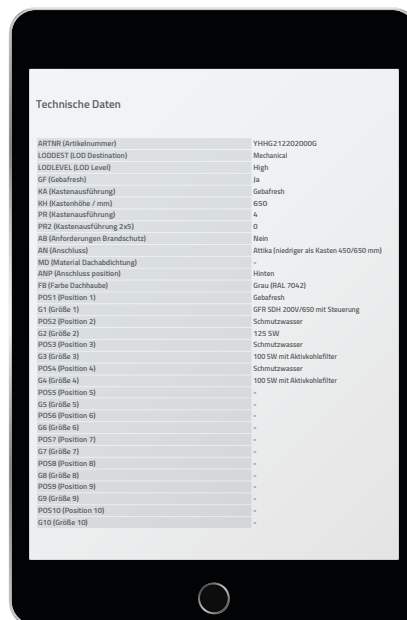 Technische Daten
ARTNR (Artikelnummer) YHHG212202000G
LODDEST (LOD Destination) Mechanical
LODLEVEL (LOD Level) High
GF (Gebafresh) Ja
KA (Kastenausführung) Gebafresh
KH (Kastenhöhe / mm) 650
PR (Kastenausführung) 4
PR2 (Kastenausführung 2x5) 0
AB (Anforderungen Brandschutz) Nein
AN (Anschluss) Attika (niedriger als Kasten 450/650 mm)
MD (Material Dachabdichtung) -
ANP (Anschluss position) Hinten
FB (Farbe Dachhaube) Grau (RAL 7042)
POS1 (Position 1) Gebafresh
G1 (Größe 1) GFR SDH 200V/650 mit Steuerung
POS2 (Position 2) Schmutzwasser
G2 (Größe 2) 125 SW
POS3 (Position 3) Schmutzwasser
G3 (Größe 3) 100 SW mit Aktivkohlefilter
POS4 (Position 4) Schmutzwasser
G4 (Größe 4) 100 SW mit Aktivkohlefilter
POS5 (Position 5) -
G5 (Größe 5) -
POS6 (Position 6) -
G6 (Größe 6) -
POS7 (Position 7) -
G7 (Größe 7) -
POS8 (Position 8) -
G8 (Größe 8) -
POS9 (Position 9) -
G9 (Größe 9) -
POS10 (Position 10) -
G10 (Größe 10) -